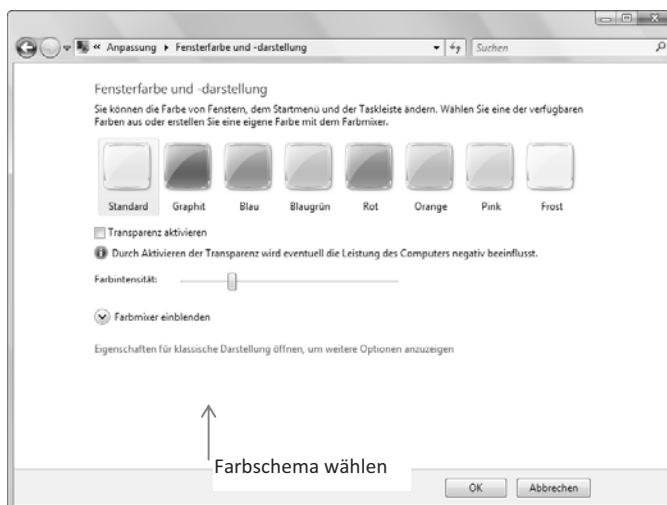 « Anpassung ▸ Fensterfarbe und -darstellung
Suchen
Fensterfarbe und -darstellung
Sie können die Farbe von Fenstern, dem Startmenü und der Taskleiste ändern. Wählen Sie eine der verfügbaren
Farben aus oder erstellen Sie eine eigene Farbe mit dem Farbmixer.
Standard Graphit Blau Blaugrün Rot Orange Pink Frost
Transparenz aktivieren
Durch Aktivieren der Transparenz wird eventuell die Leistung des Computers negativ beeinflusst.
Farbintensität:
Farbmixer einblenden
Eigenschaften für klassische Darstellung öffnen, um weitere Optionen anzuzeigen
Farbschema wählen
OK Abbrechen